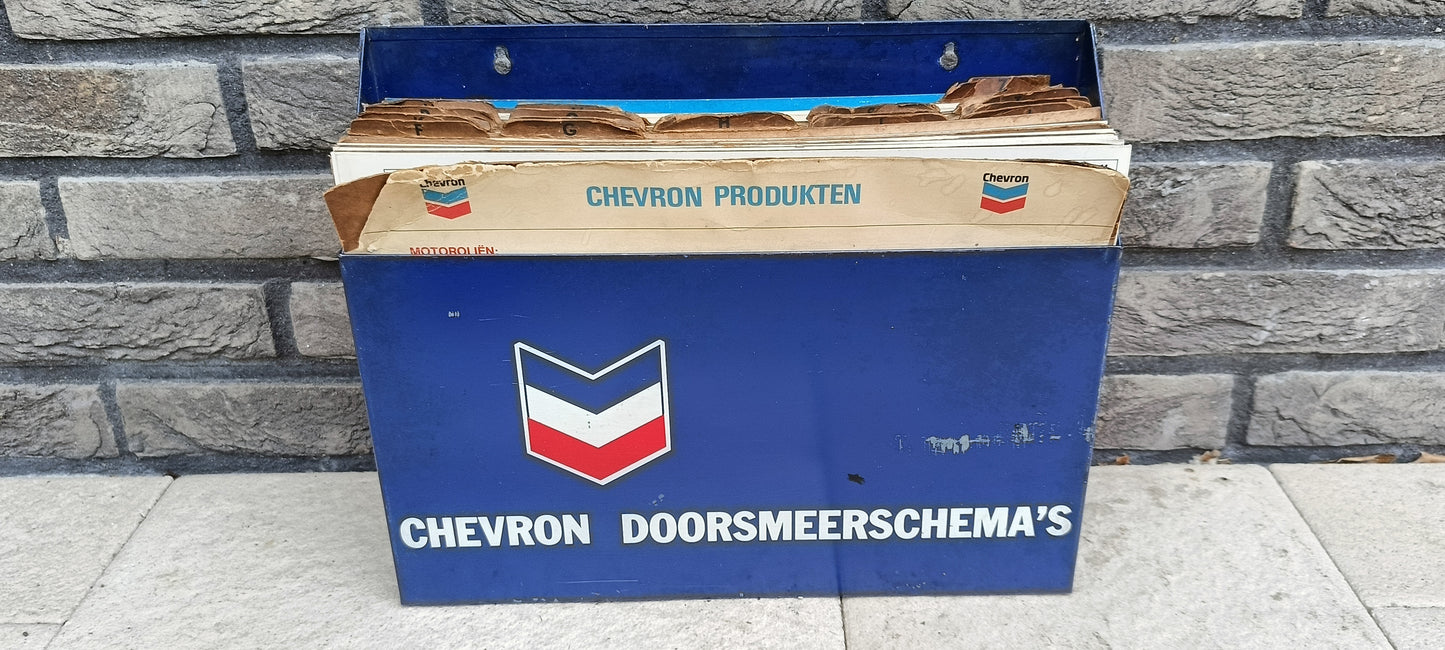 F
G
H
Chevron
CHEVRON PRODUKTEN
Chevron
MOTOROLIËN:
CHEVRON DOORSMEERSCHEMA'S